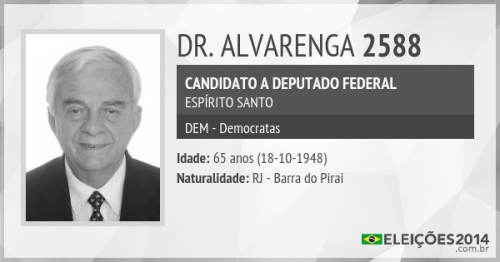 DR. ALVARENGA 2588
CANDIDATO A DEPUTADO FEDERAL
ESPÍRITO SANTO
DEM - Democratas
Idade: 65 anos (18-10-1948)
Naturalidade: RJ - Barra do Pirai
ELEIÇÕES2014
.com.br